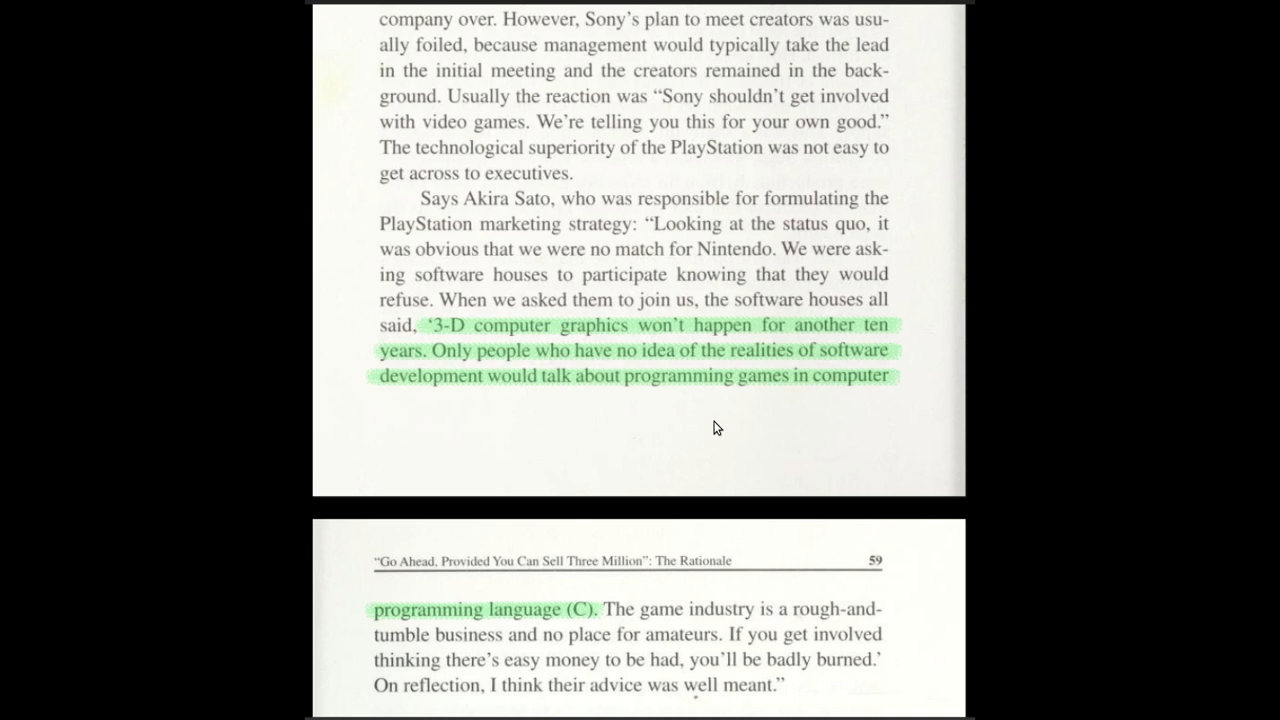 company over. However, Sony's plan to meet creators was usu-
ally foiled, because management would typically take the lead
in the initial meeting and the creators remained in the back-
ground. Usually the reaction was “Sony shouldn't get involved
with video games. We're telling you this for your own good.”
The technological superiority of the PlayStation was not easy to
get across to executives.
Says Akira Sato, who was responsible for formulating the
PlayStation marketing strategy: “Looking at the status quo, it
was obvious that we were no match for Nintendo. We were ask-
ing software houses to participate knowing that they would
refuse. When we asked them to join us, the software houses all
said, ‘3-D computer graphics won't happen for another ten
years. Only people who have no idea of the realities of software
development would talk about programming games in computer
“Go Ahead, Provided You Can Sell Three Million”: The Rationale 59
programming language (C). The game industry is a rough-and-
tumble business and no place for amateurs. If you get involved
thinking there's easy money to be had, you'll be badly burned.’
On reflection, I think their advice was well meant.”